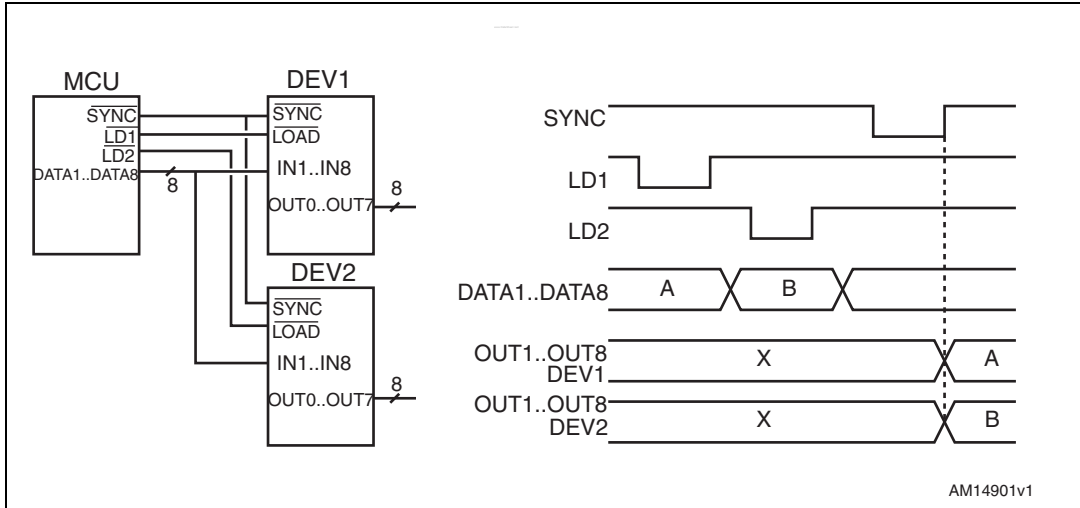 MCU
SYNC
LD1
LD2
DATA1..DATA8
8
DEV1
SYNC
LOAD
IN1..IN8
OUT0..OUT7
8
DEV2
SYNC
LOAD
IN1..IN8
OUT0..OUT7
8
SYNC
LD1
LD2
DATA1..DATA8
A
B
OUT1..OUT8
DEV1
X
A
OUT1..OUT8
DEV2
X
B
AM14901v1